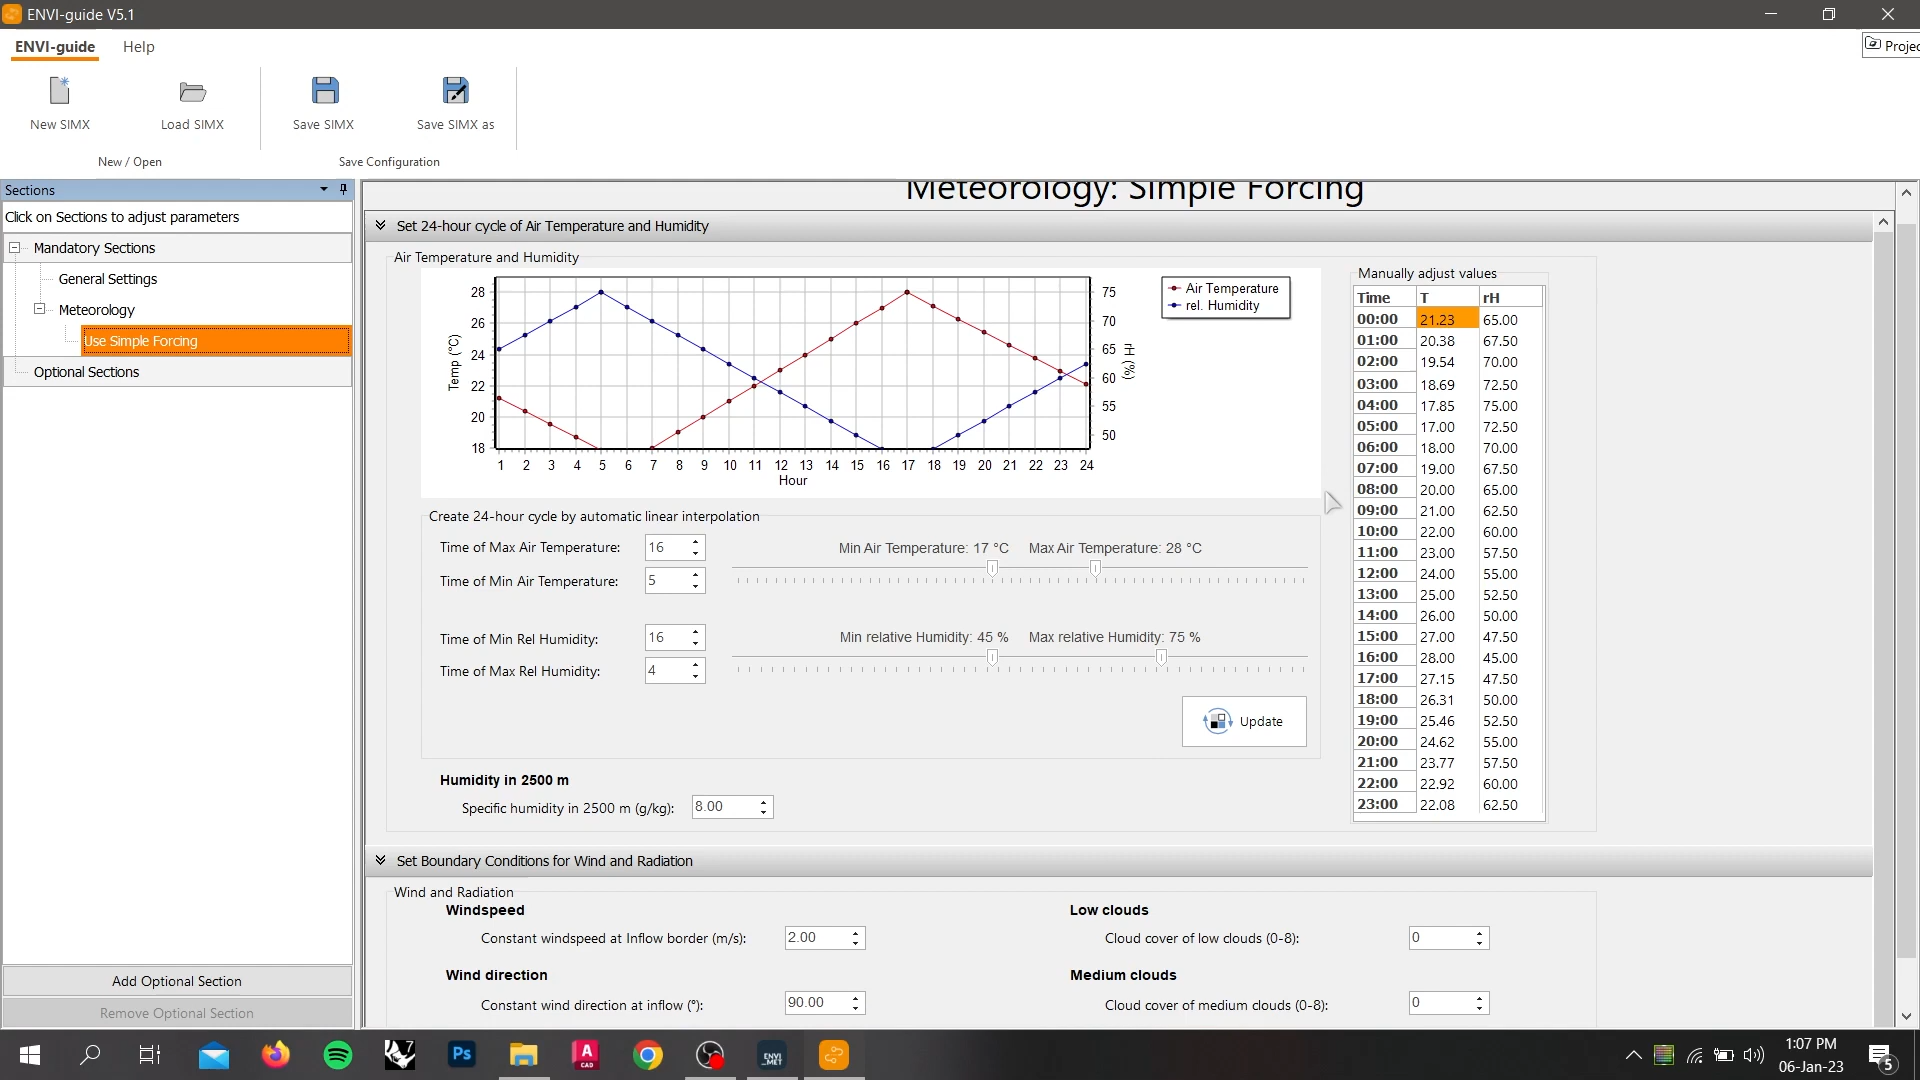 ENVI-guide V5.1
ENVI-guide Help
Projec
New SIMX Load SIMX Save SIMX Save SIMX as
New / Open Save Configuration
Sections
Click on Sections to adjust parameters
Mandatory Sections
General Settings
Meteorology
Use Simple Forcing
Optional Sections
Add Optional Section
Remove Optional Section
Meteorology: Simple Forcing
Set 24-hour cycle of Air Temperature and Humidity
Air Temperature and Humidity
28
26
24
22
20
18
Temp (°C)
75
70
65
60
55
50
rH (%)
1 2 3 4 5 6 7 8 9 10 11 12 13 14 15 16 17 18 19 20 21 22 23 24
Hour
Air Temperature
rel. Humidity
Create 24-hour cycle by automatic linear interpolation
Time of Max Air Temperature: 16
Time of Min Air Temperature: 5
Min Air Temperature: 17 °C Max Air Temperature: 28 °C
Time of Min Rel Humidity: 16
Time of Max Rel Humidity: 4
Min relative Humidity: 45 % Max relative Humidity: 75 %
Update
Humidity in 2500 m
Specific humidity in 2500 m (g/kg): 8.00
Manually adjust values
Time T rH
00:00 21.23 65.00
01:00 20.38 67.50
02:00 19.54 70.00
03:00 18.69 72.50
04:00 17.85 75.00
05:00 17.00 72.50
06:00 18.00 70.00
07:00 19.00 67.50
08:00 20.00 65.00
09:00 21.00 62.50
10:00 22.00 60.00
11:00 23.00 57.50
12:00 24.00 55.00
13:00 25.00 52.50
14:00 26.00 50.00
15:00 27.00 47.50
16:00 28.00 45.00
17:00 27.15 47.50
18:00 26.31 50.00
19:00 25.46 52.50
20:00 24.62 55.00
21:00 23.77 57.50
22:00 22.92 60.00
23:00 22.08 62.50
Set Boundary Conditions for Wind and Radiation
Wind and Radiation
Windspeed
Constant windspeed at Inflow border (m/s): 2.00
Wind direction
Constant wind direction at inflow (°): 90.00
Low clouds
Cloud cover of low clouds (0-8): 0
Medium clouds
Cloud cover of medium clouds (0-8): 0
7
Ps
A
CAD
ENVI
_MET
1:07 PM
06-Jan-23
5